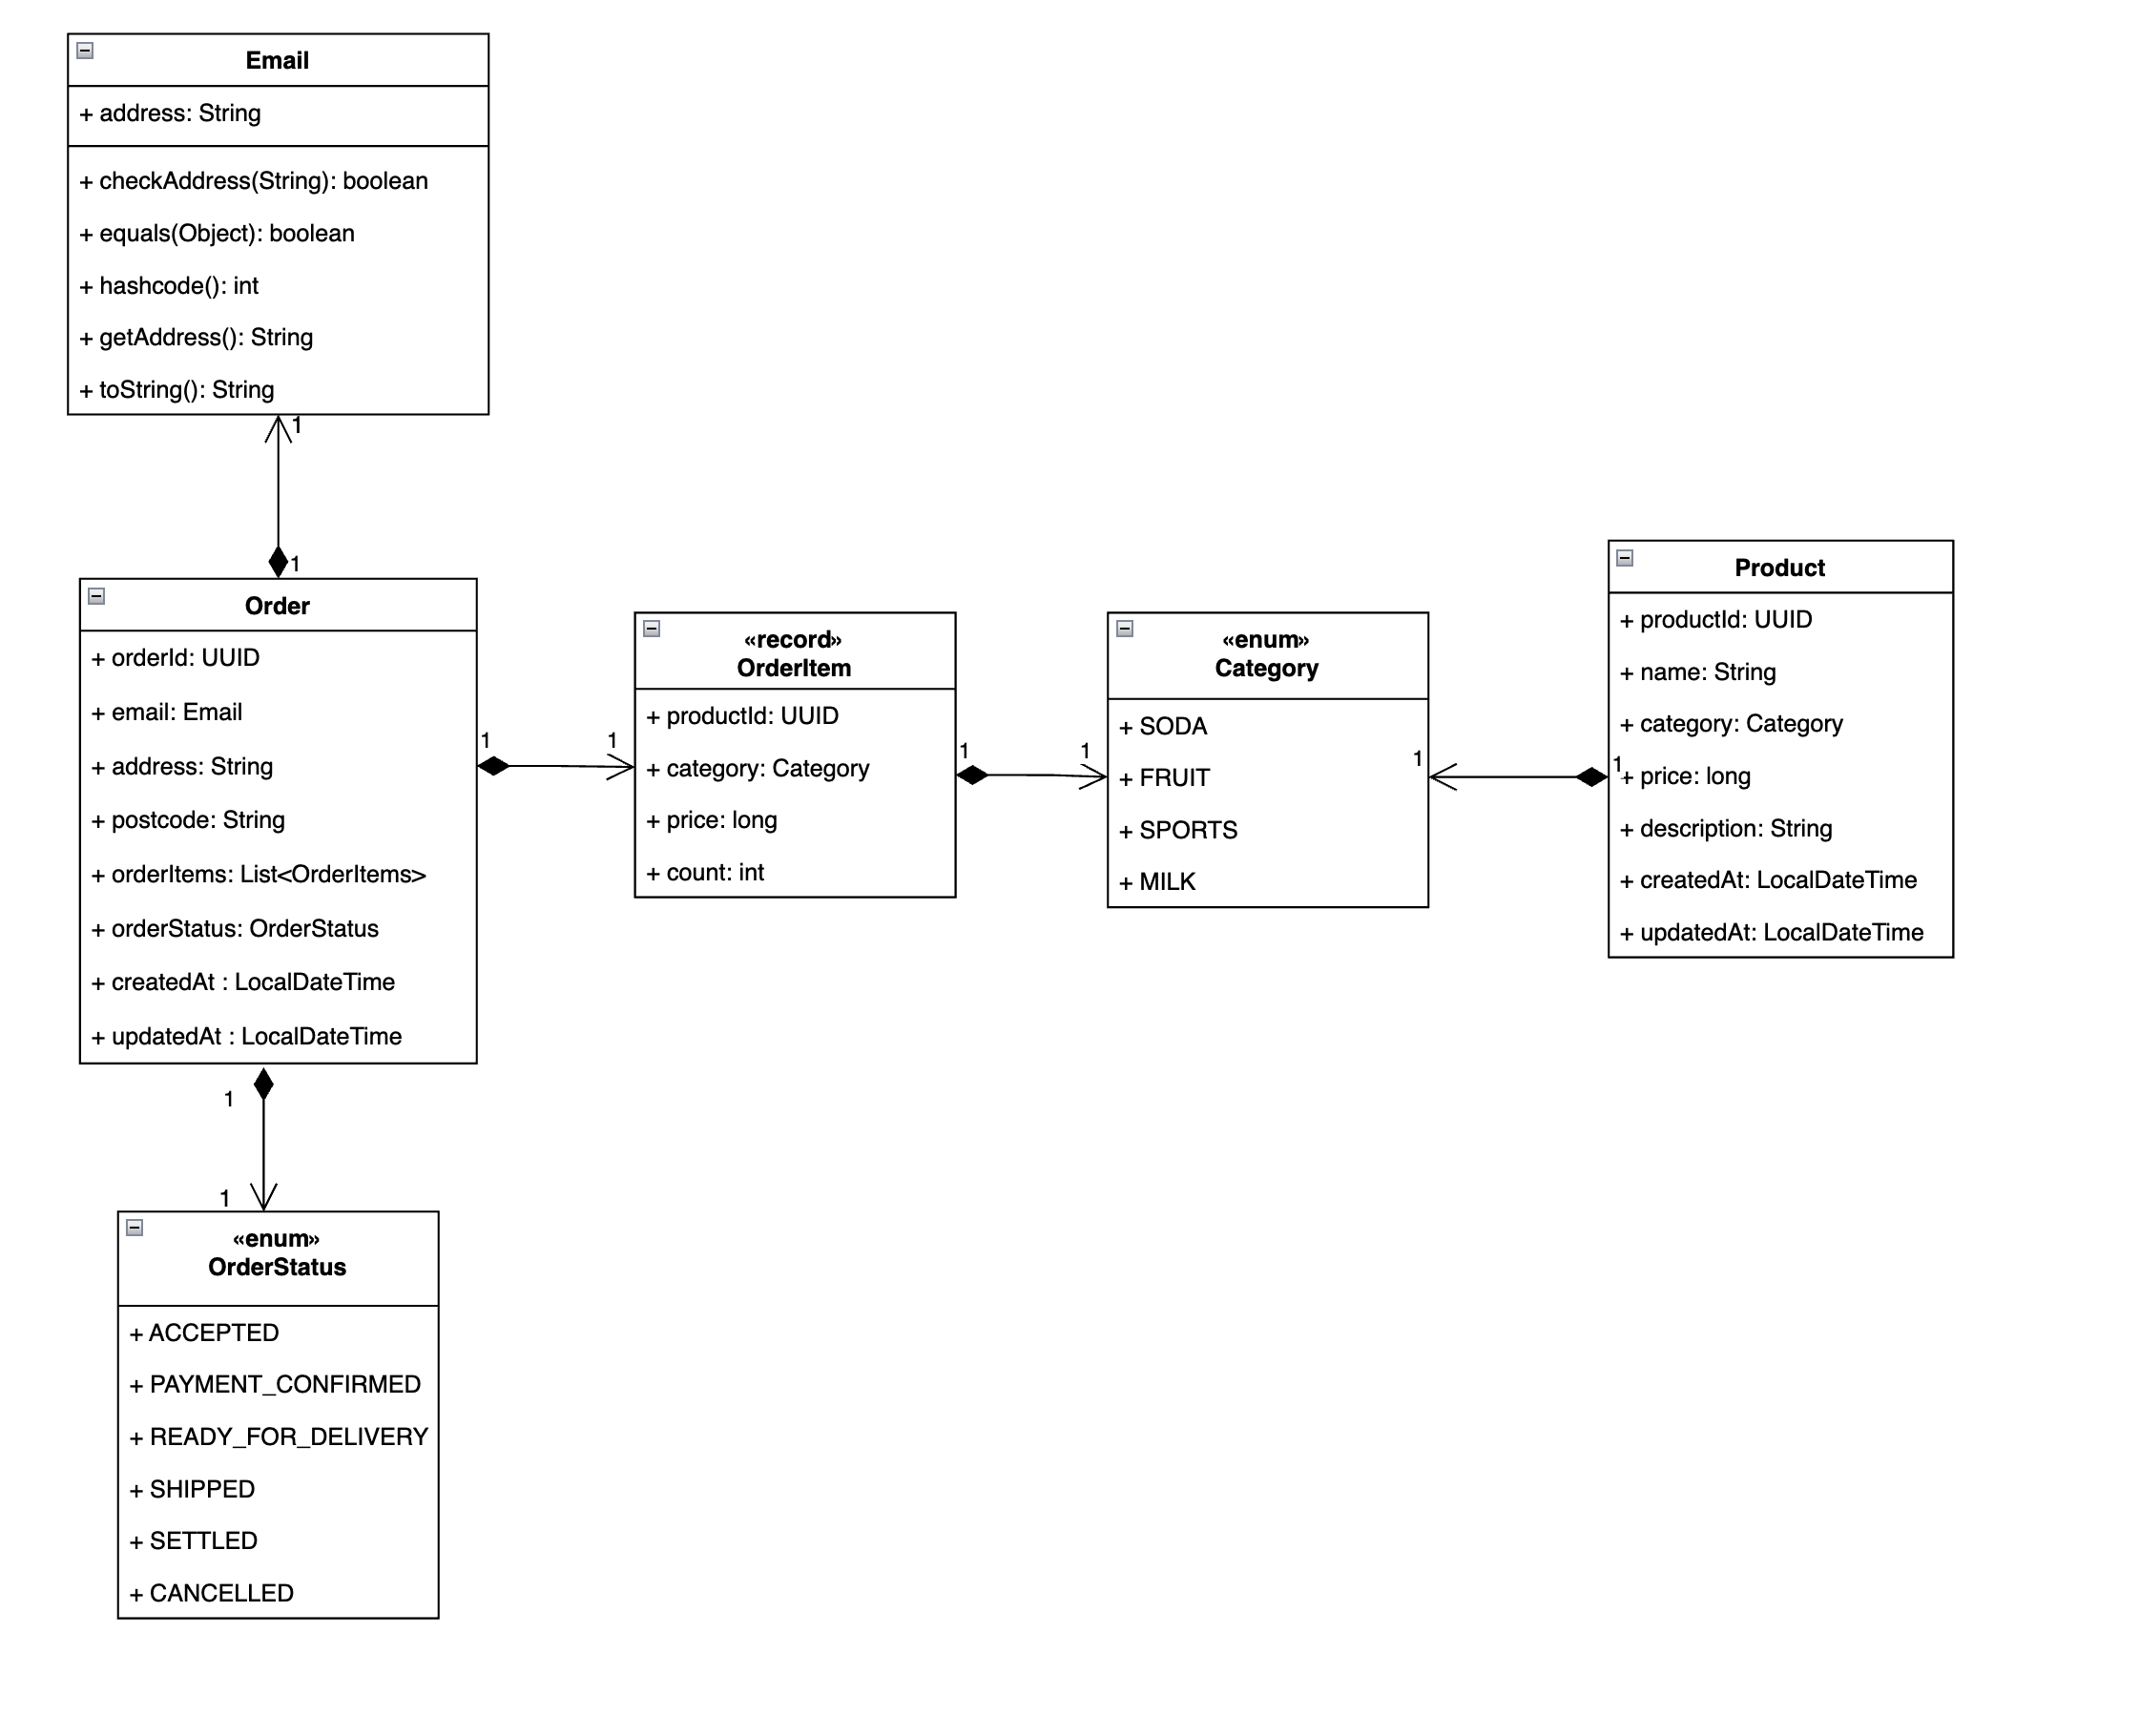 Email
+ address: String
+ checkAddress(String): boolean
+ equals(Object): boolean
+ hashcode(): int
+ getAddress(): String
+ toString(): String
1
1
Order
+ orderId: UUID
+ email: Email
+ address: String
+ postcode: String
+ orderItems: List<OrderItems>
+ orderStatus: OrderStatus
+ createdAt : LocalDateTime
+ updatedAt : LocalDateTime
1
1
«record»
OrderItem
+ productId: UUID
+ category: Category
+ price: long
+ count: int
1
1
«enum»
Category
+ SODA
+ FRUIT
+ SPORTS
+ MILK
1
1
Product
+ productId: UUID
+ name: String
+ category: Category
+ price: long
+ description: String
+ createdAt: LocalDateTime
+ updatedAt: LocalDateTime
1
1
«enum»
OrderStatus
+ ACCEPTED
+ PAYMENT_CONFIRMED
+ READY_FOR_DELIVERY
+ SHIPPED
+ SETTLED
+ CANCELLED